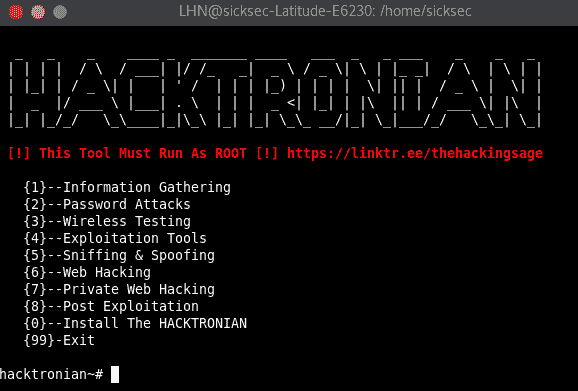 LHN@sicksec-Latitude-E6230: /home/sicksec
HACKTRONIAN
[!] This Tool Must Run As ROOT [!] https://linktr.ee/thehackingsage
{1}--Information Gathering
{2}--Password Attacks
{3}--Wireless Testing
{4}--Exploitation Tools
{5}--Sniffing & Spoofing
{6}--Web Hacking
{7}--Private Web Hacking
{8}--Post Exploitation
{0}--Install The HACKTRONIAN
{99}-Exit
hacktronian~#